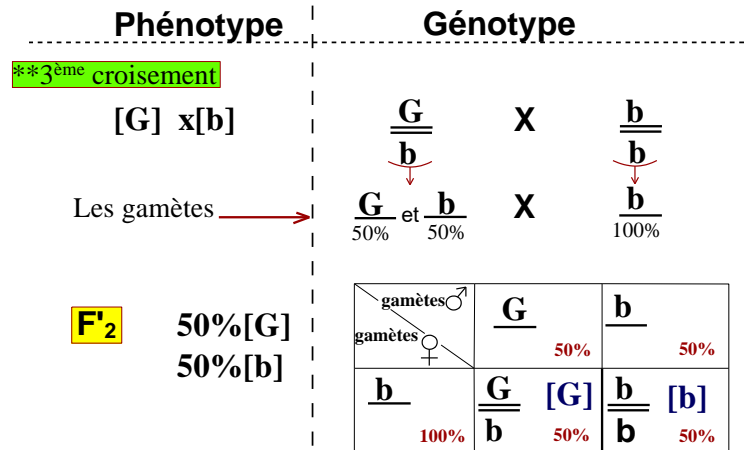 Phénotype Génotype
**3ème croisement
[G] x[b] G X b
b b
Les gamètes G et b X b
50% 50% 100%
F'2 50%[G]
50%[b]
gamètes♂ G b
gamètes♀ 50% 50%
b G [G] b [b]
100% b 50% b 50%